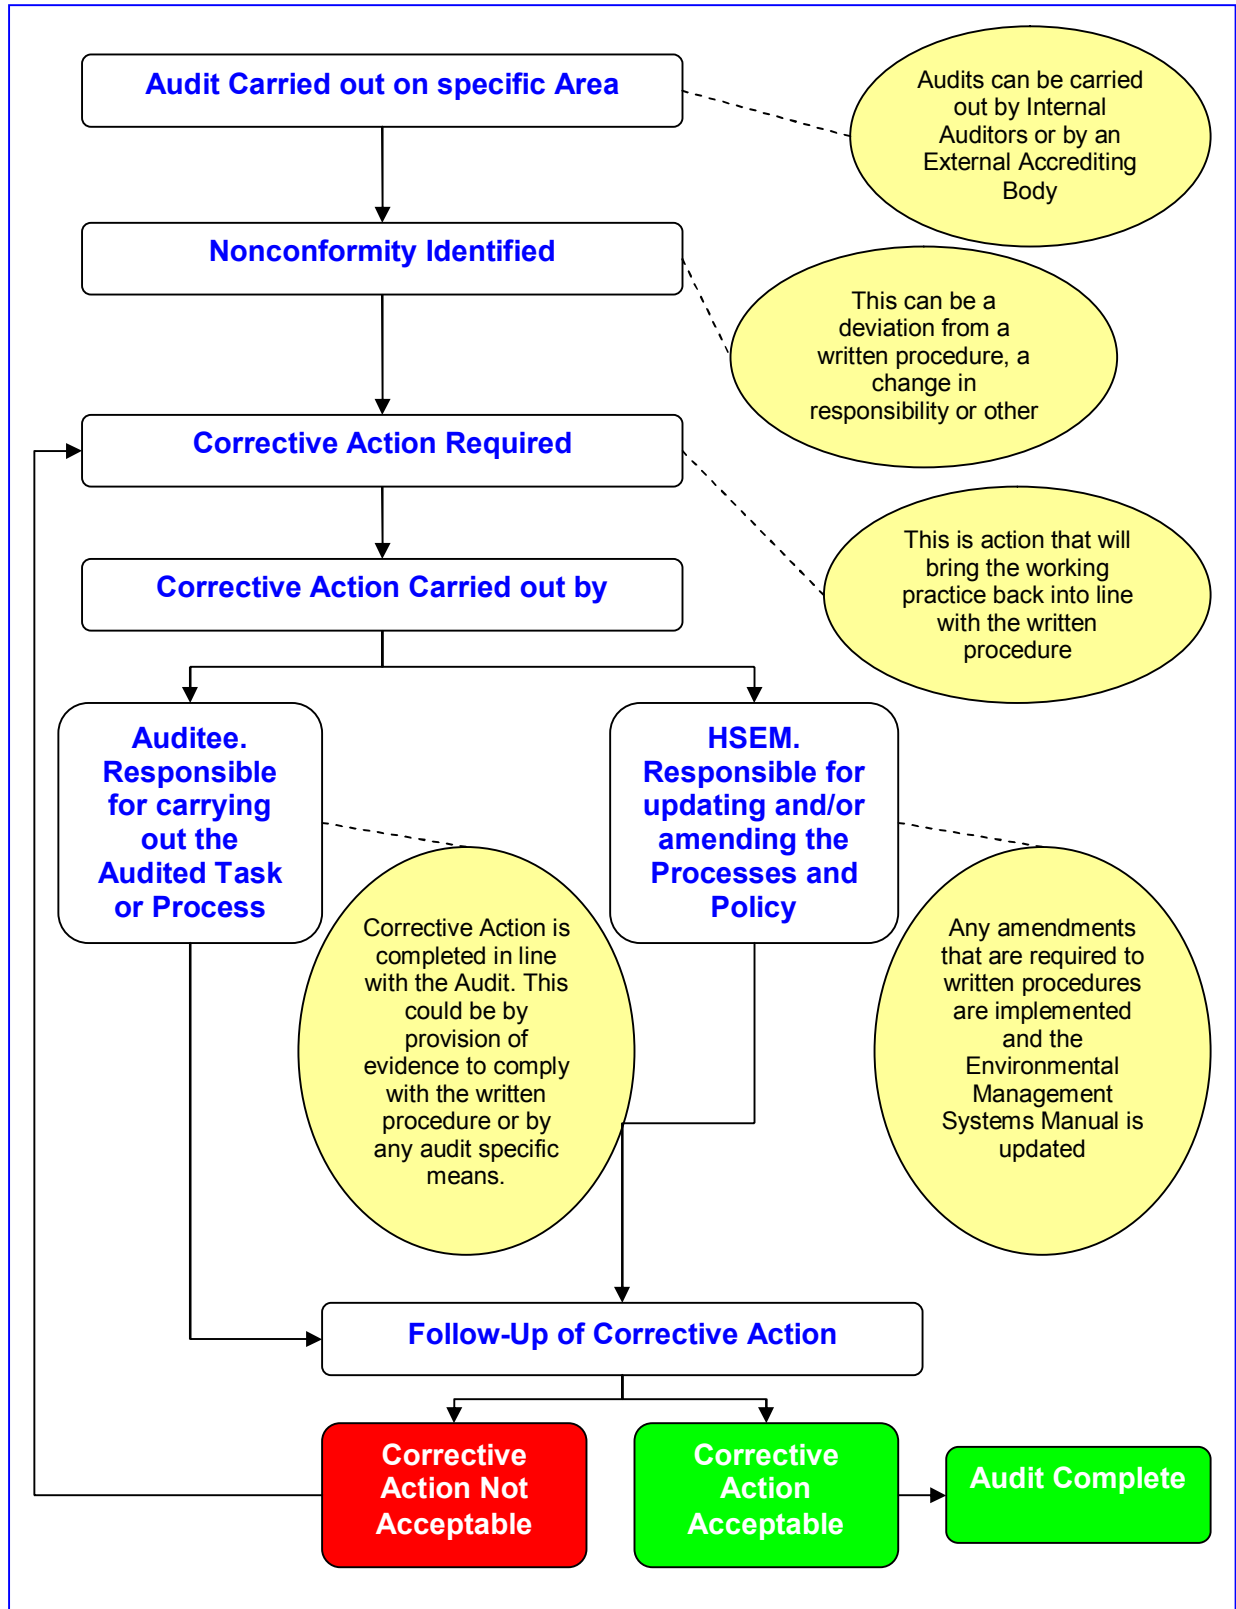 Audit Carried out on specific Area
Audits can be carried
out by Internal
Auditors or by an
External Accrediting
Body
Nonconformity Identified
This can be a
deviation from a
written procedure, a
change in
responsibility or other
Corrective Action Required
This is action that will
bring the working
practice back into line
with the written
procedure
Corrective Action Carried out by
Auditee.
Responsible
for carrying
out the
Audited Task
or Process
HSEM.
Responsible for
updating and/or
amending the
Processes and
Policy
Corrective Action is
completed in line
with the Audit. This
could be by
provision of
evidence to comply
with the written
procedure or by
any audit specific
means.
Any amendments
that are required to
written procedures
are implemented
and the
Environmental
Management
Systems Manual is
updated
Follow-Up of Corrective Action
Corrective
Action Not
Acceptable
Corrective
Action
Acceptable
Audit Complete